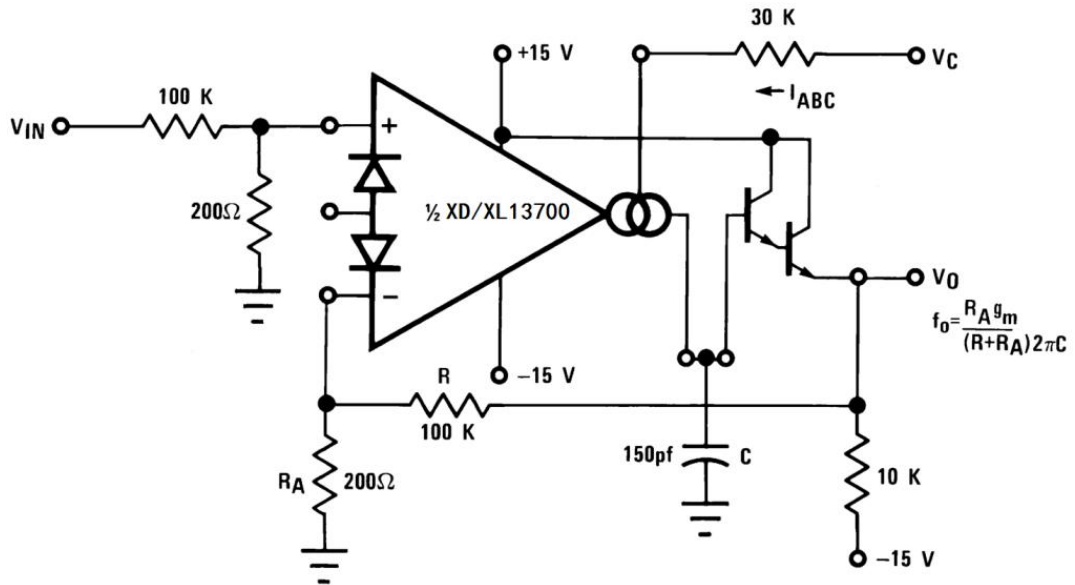 30 K
+15 V
V_C
I_ABC
100 K
V_IN
+
200Ω
½ XD/XL13700
−
V_O
f_o = R_A g_m / (R+R_A) 2πC
R
−15 V
100 K
150pf
C
10 K
R_A
200Ω
−15 V